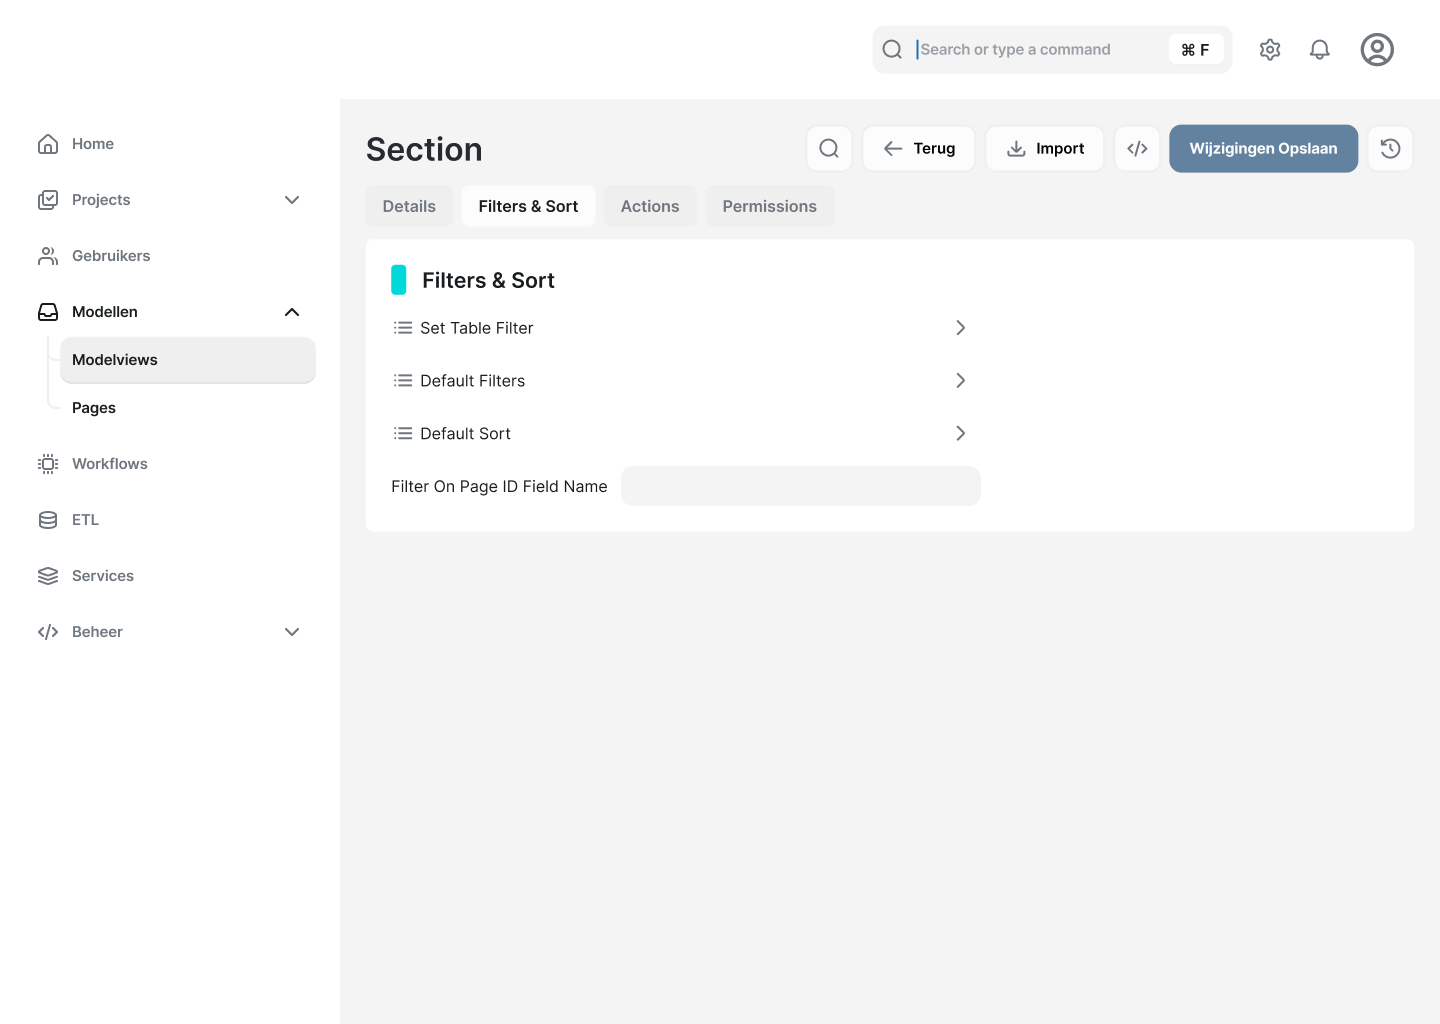 Search or type a command
⌘ F
Home
Projects
Gebruikers
Modellen
Modelviews
Pages
Workflows
ETL
Services
Beheer
Section
Terug
Import
Wijzigingen Opslaan
Details
Filters & Sort
Actions
Permissions
Filters & Sort
Set Table Filter
Default Filters
Default Sort
Filter On Page ID Field Name